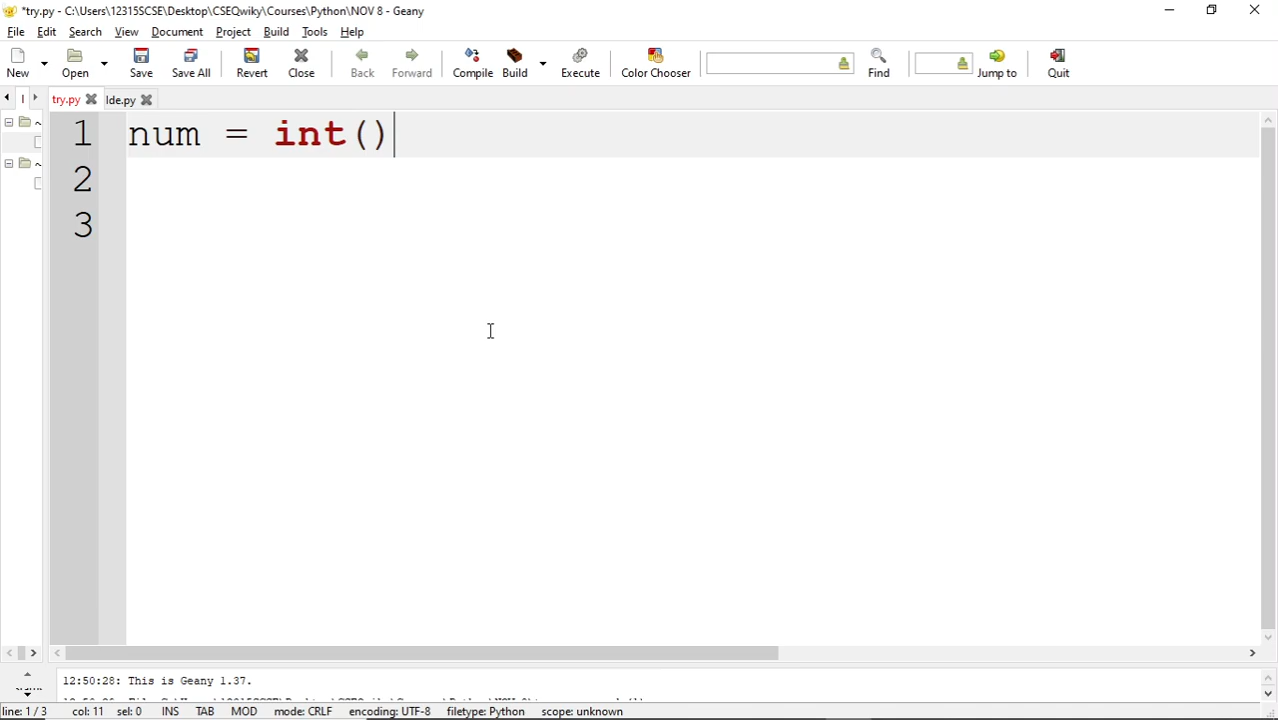 *try.py - C:\Users\12315SCSE\Desktop\CSEQwiky\Courses\Python\NOV 8 - Geany
File Edit Search View Document Project Build Tools Help
New Open Save Save All Revert Close Back Forward Compile Build Execute Color Chooser Find Jump to Quit
try.py Ide.py
1 num = int()
2
3
12:50:28: This is Geany 1.37.
line: 1 / 3 col: 11 sel: 0 INS TAB MOD mode: CRLF encoding: UTF-8 filetype: Python scope: unknown